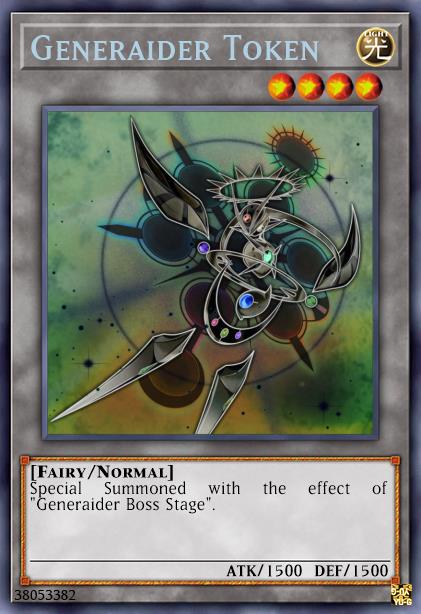 GENERAIDER TOKEN
LIGHT
光
[FAIRY/NORMAL]
Special Summoned with the effect of
"Generaider Boss Stage".
ATK/1500 DEF/1500
38053382